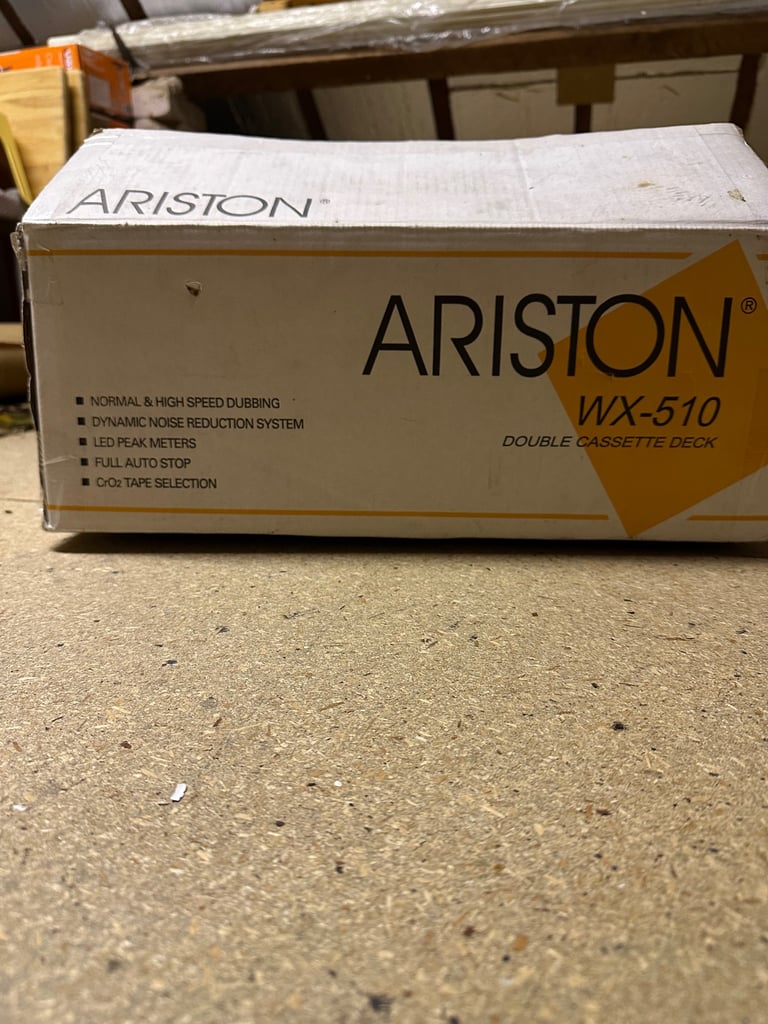 ARISTON®
ARISTON®
WX-510
DOUBLE CASSETTE DECK
■ NORMAL & HIGH SPEED DUBBING
■ DYNAMIC NOISE REDUCTION SYSTEM
■ LED PEAK METERS
■ FULL AUTO STOP
■ CrO₂ TAPE SELECTION